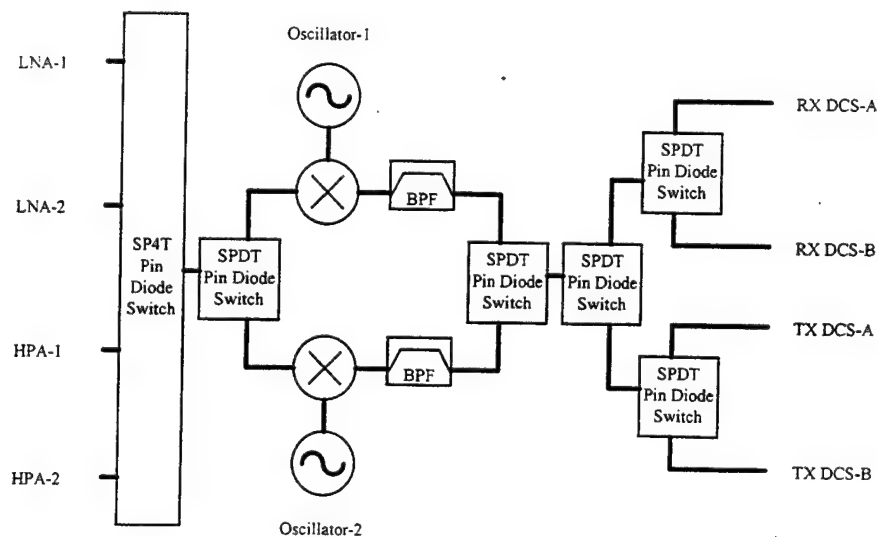 Oscillator-1
LNA-1
LNA-2
HPA-1
HPA-2
SP4T
Pin
Diode
Switch
SPDT
Pin Diode
Switch
BPF
BPF
Oscillator-2
SPDT
Pin Diode
Switch
SPDT
Pin Diode
Switch
SPDT
Pin Diode
Switch
RX DCS-A
RX DCS-B
SPDT
Pin Diode
Switch
TX DCS-A
TX DCS-B